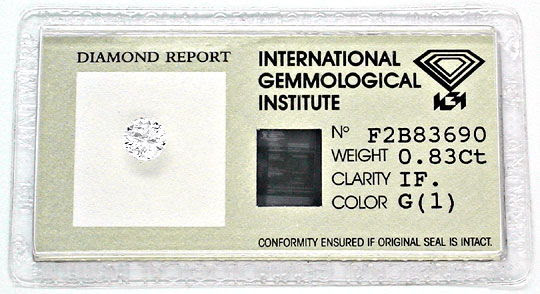 DIAMOND REPORT
INTERNATIONAL
GEMMOLOGICAL
INSTITUTE
IGI
Nº F2B83690
WEIGHT 0.83Ct
CLARITY IF.
COLOR G(1)
CONFORMITY ENSURED IF ORIGINAL SEAL IS INTACT.